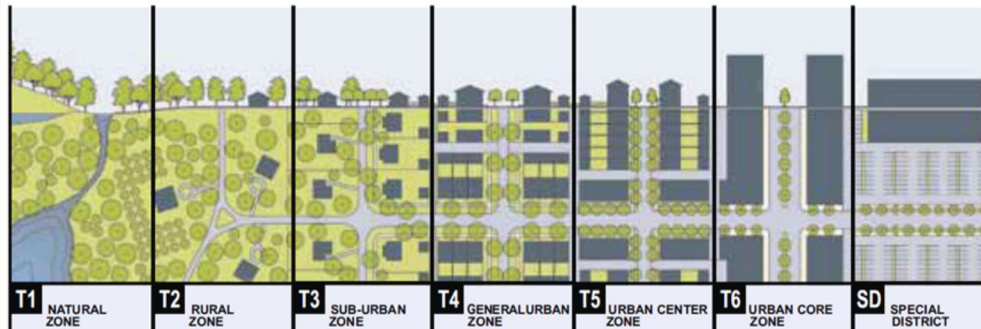 T1 NATURAL
ZONE
T2 RURAL
ZONE
T3 SUB-URBAN
ZONE
T4 GENERALURBAN
ZONE
T5 URBAN CENTER
ZONE
T6 URBAN CORE
ZONE
SD SPECIAL
DISTRICT